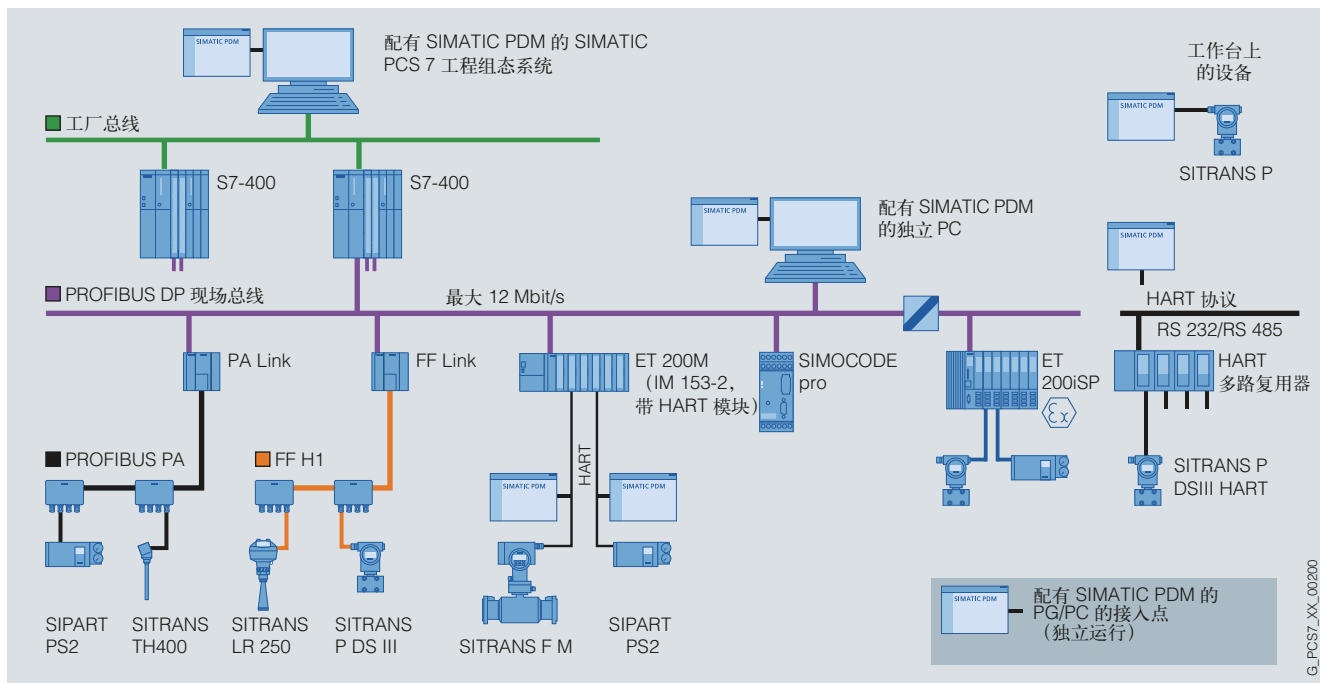 SIMATIC PDM
配有 SIMATIC PDM 的 SIMATIC
PCS 7 工程组态系统
工作台上
的设备
SIMATIC PDM
SITRANS P
工厂总线
S7-400
S7-400
SIMATIC PDM
配有 SIMATIC PDM
的独立 PC
SIMATIC PDM
PROFIBUS DP 现场总线
最大 12 Mbit/s
HART 协议
RS 232/RS 485
PA Link
FF Link
ET 200M
（IM 153-2，
带 HART 模块）
SIMOCODE
pro
ET
200iSP
εx
HART
多路复用器
PROFIBUS PA
FF H1
HART
SIMATIC PDM
SIMATIC PDM
SITRANS P
DSIII HART
SIPART
PS2
SITRANS
TH400
SITRANS
LR 250
SITRANS
P DS III
SITRANS F M
SIPART
PS2
SIMATIC PDM
配有 SIMATIC PDM 的
PG/PC 的接入点
（独立运行）
G_PCS7_XX_00200